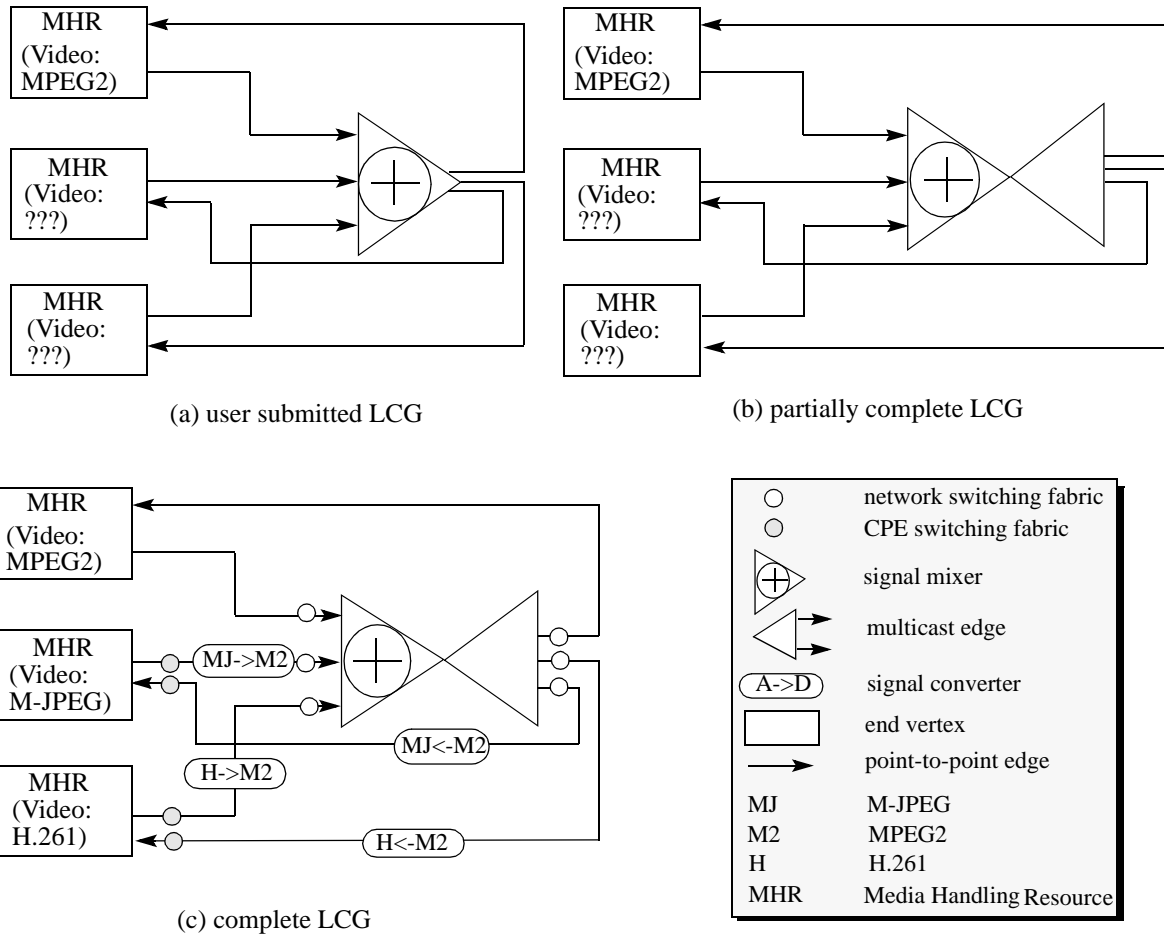 MHR
(Video:
MPEG2)
MHR
(Video:
???)
MHR
(Video:
???)
(a) user submitted LCG
MHR
(Video:
MPEG2)
MHR
(Video:
???)
MHR
(Video:
???)
(b) partially complete LCG
MHR
(Video:
MPEG2)
MHR
(Video:
M-JPEG)
MHR
(Video:
H.261)
MJ->M2
MJ<-M2
H->M2
H<-M2
(c) complete LCG
network switching fabric
CPE switching fabric
signal mixer
multicast edge
A->D signal converter
end vertex
point-to-point edge
MJ M-JPEG
M2 MPEG2
H H.261
MHR Media Handling Resource